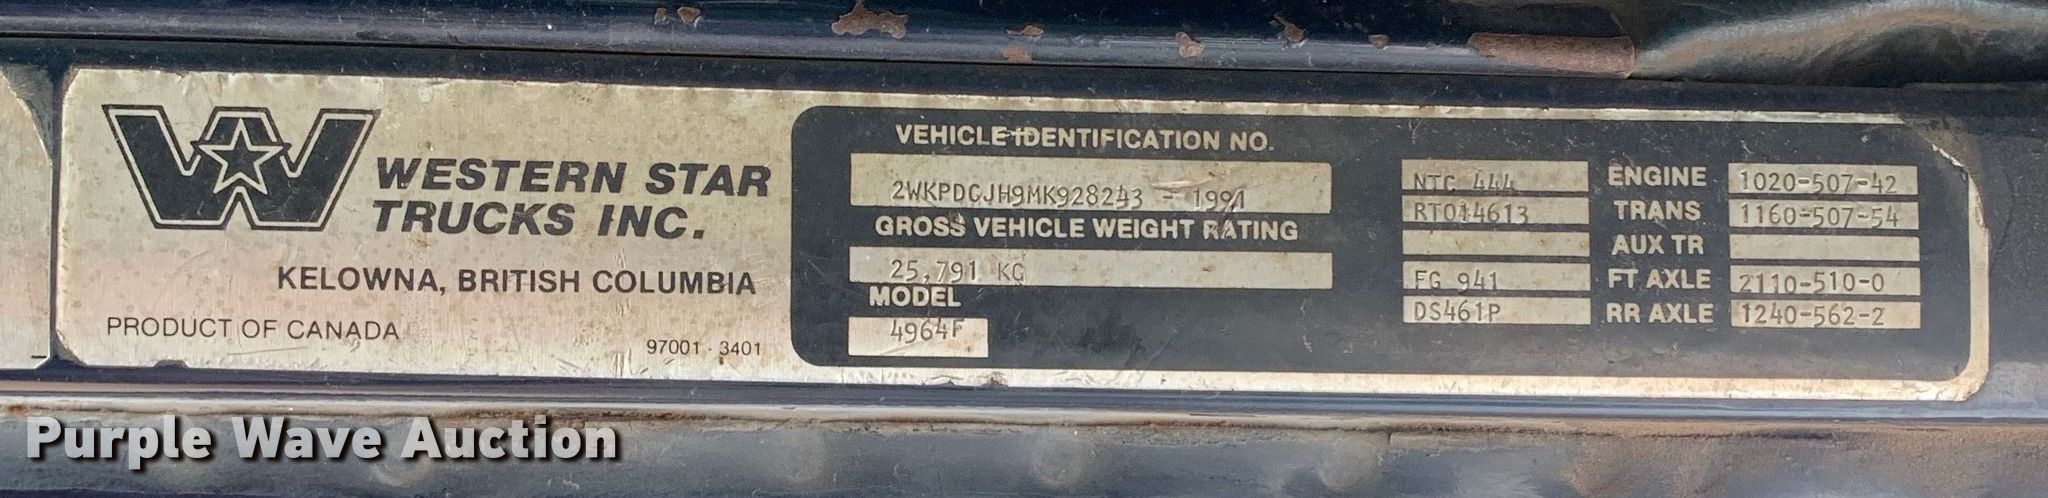 WESTERN STAR
TRUCKS INC.
KELOWNA, BRITISH COLUMBIA
PRODUCT OF CANADA
97001 - 3401
VEHICLE IDENTIFICATION NO.
2WKPDCJH9MK928243 - 1991
GROSS VEHICLE WEIGHT RATING
25,791 KG
MODEL
4964F
NTC 444 ENGINE 1020-507-42
RTO14613 TRANS 1160-507-54
AUX TR
FG 941 FT AXLE 2110-510-0
DS461P RR AXLE 1240-562-2
Purple Wave Auction